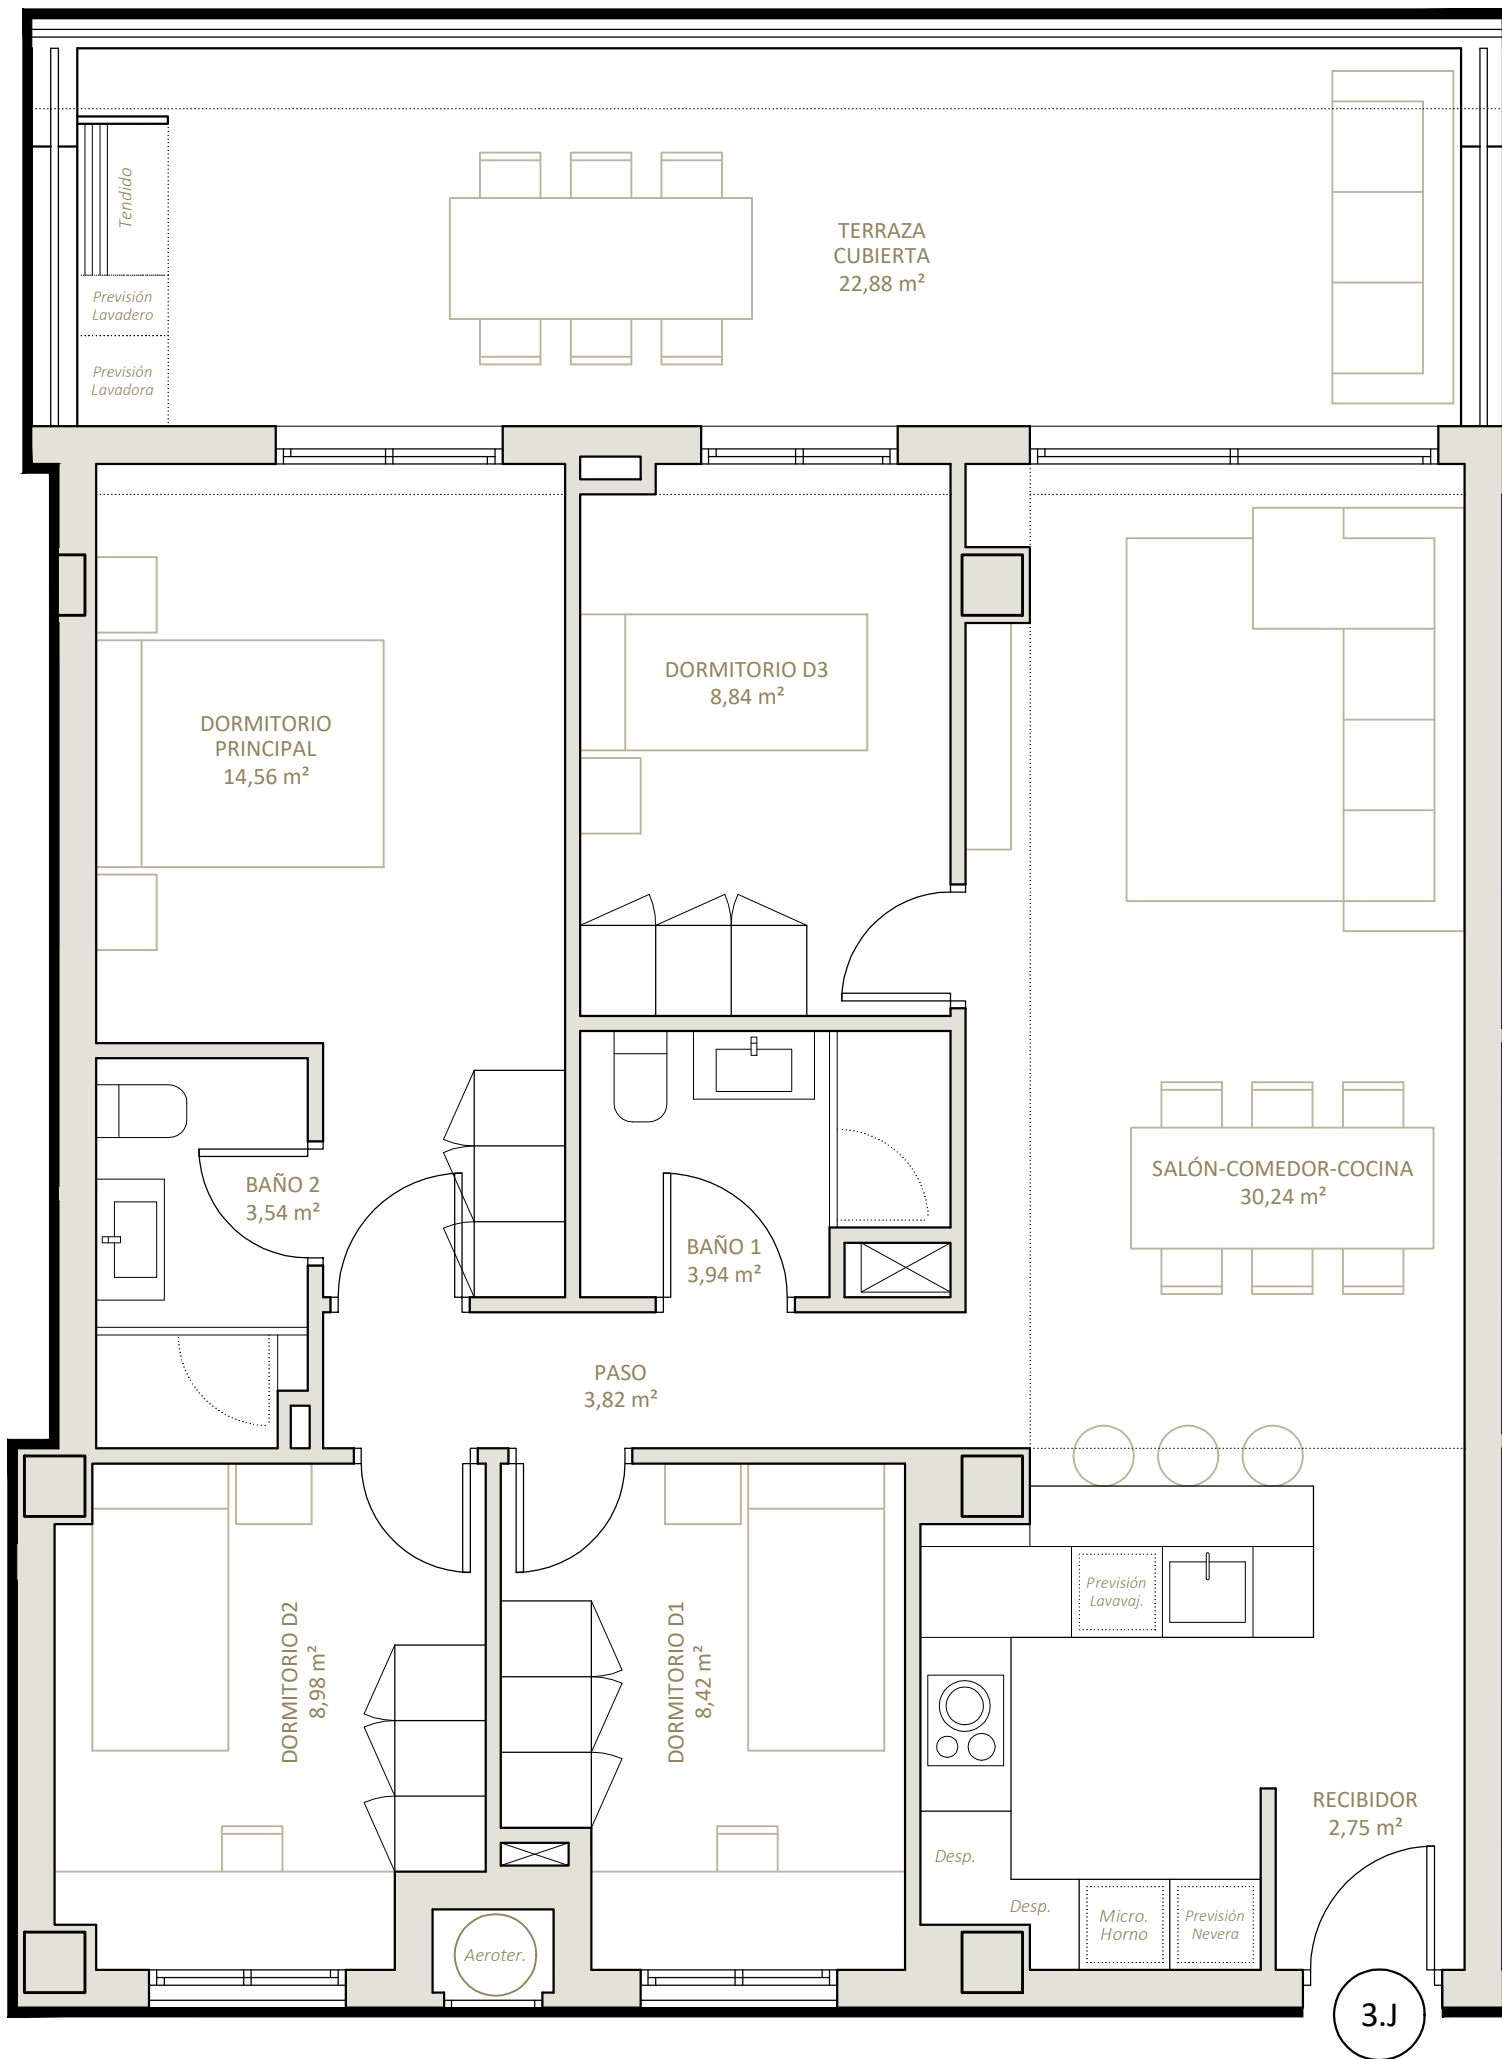 Tendido
Previsión
Lavadero
Previsión
Lavadora
TERRAZA
CUBIERTA
22,88 m²
DORMITORIO
PRINCIPAL
14,56 m²
DORMITORIO D3
8,84 m²
BAÑO 2
3,54 m²
BAÑO 1
3,94 m²
SALÓN-COMEDOR-COCINA
30,24 m²
PASO
3,82 m²
DORMITORIO D2
8,98 m²
DORMITORIO D1
8,42 m²
Previsión
Lavavaj.
RECIBIDOR
2,75 m²
Desp.
Desp.
Micro.
Horno
Previsión
Nevera
Aeroter.
3.J